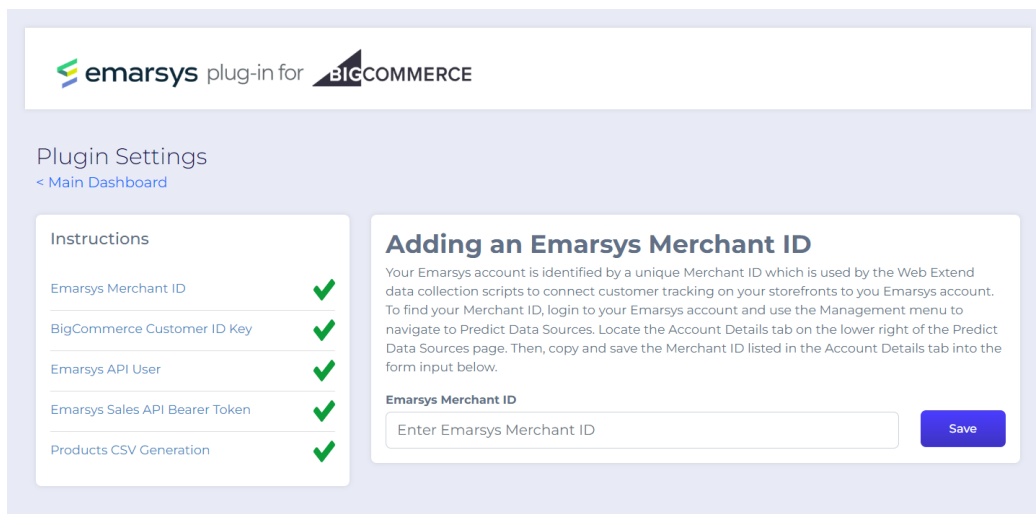 emarsys plug-in for BIGCOMMERCE
Plugin Settings
< Main Dashboard
Instructions
Emarsys Merchant ID
BigCommerce Customer ID Key
Emarsys API User
Emarsys Sales API Bearer Token
Products CSV Generation
Adding an Emarsys Merchant ID
Your Emarsys account is identified by a unique Merchant ID which is used by the Web Extend
data collection scripts to connect customer tracking on your storefronts to you Emarsys account.
To find your Merchant ID, login to your Emarsys account and use the Management menu to
navigate to Predict Data Sources. Locate the Account Details tab on the lower right of the Predict
Data Sources page. Then, copy and save the Merchant ID listed in the Account Details tab into the
form input below.
Emarsys Merchant ID
Enter Emarsys Merchant ID
Save